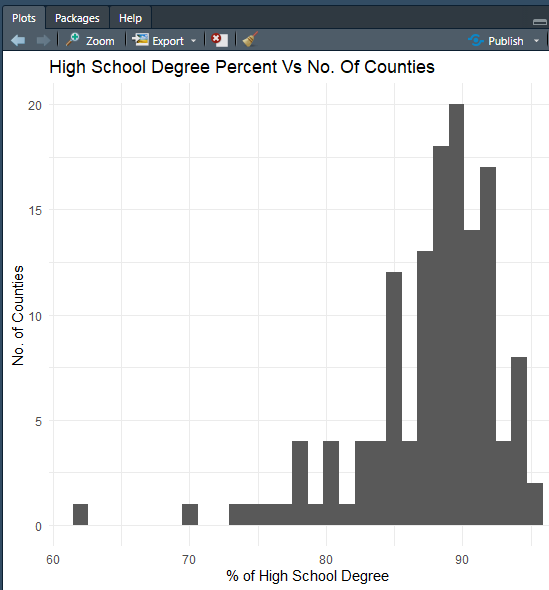 Plots Packages Help
Zoom Export Publish
High School Degree Percent Vs No. Of Counties
20
15
10
5
0
No. of Counties
60 70 80 90
% of High School Degree